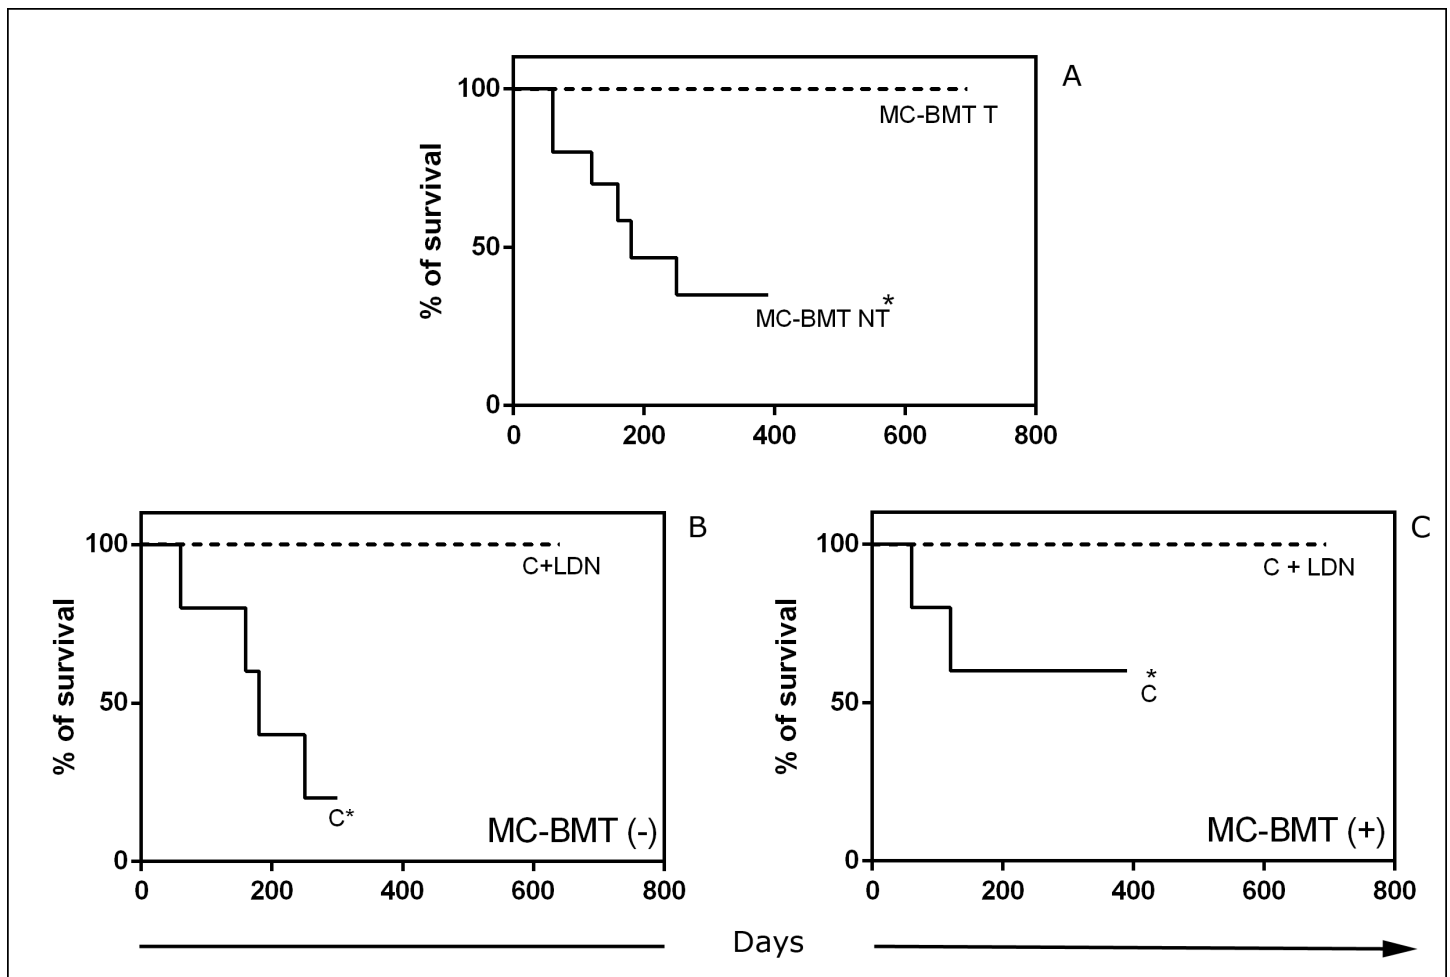 A
% of survival
100
50
0
MC-BMT T
MC-BMT NT*
0 200 400 600 800
B
% of survival
100
50
0
C+LDN
C*
MC-BMT (-)
0 200 400 600 800
C
% of survival
100
50
0
C + LDN
*
C
MC-BMT (+)
0 200 400 600 800
Days